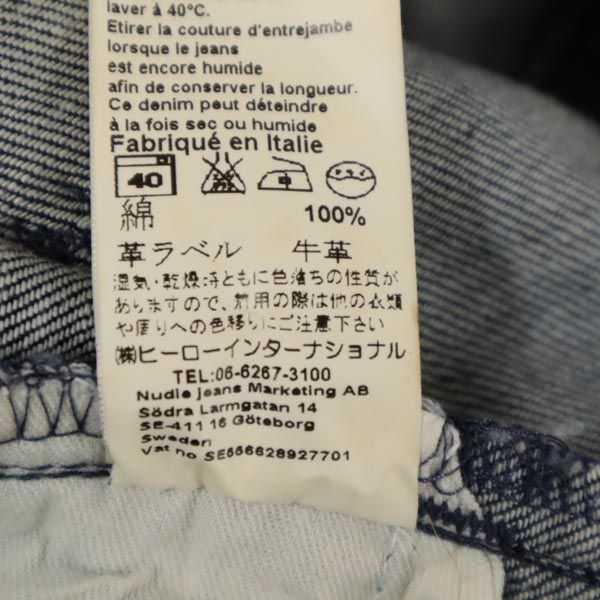 laver à 40°C.
Etirer la couture d'entrejambe
lorsque le jeans
est encore humide
afin de conserver la longueur.
Ce denim peut déteindre
à la fois sec ou humide
Fabriqué en Italie
40
綿 100%
革ラベル 牛革
湿気・乾燥時ともに色落ちの性質が
ありますので、着用の際は他の衣類
や周りへの色移りにご注意下さい
㈱ヒーローインターナショナル
TEL:06-6267-3100
Nudie jeans Marketing AB
Södra Larmgatan 14
SE-411 16 Göteborg
Sweden
Vat no SE556628927701